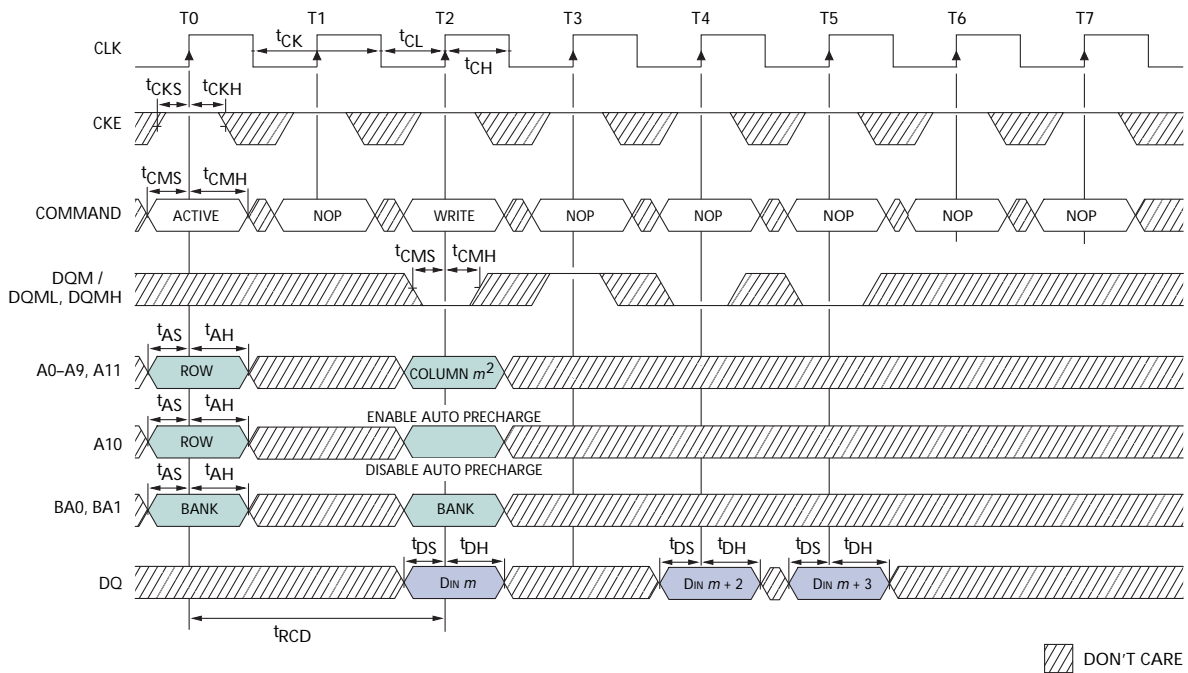 T0 T1 T2 T3 T4 T5 T6 T7
CLK
tCK tCL
tCH
tCKS tCKH
CKE
tCMS tCMH
COMMAND ACTIVE NOP WRITE NOP NOP NOP NOP NOP
tCMS tCMH
DQM /
DQML, DQMH
tAS tAH
A0–A9, A11 ROW COLUMN m2
tAS tAH ENABLE AUTO PRECHARGE
A10 ROW
DISABLE AUTO PRECHARGE
tAS tAH
BA0, BA1 BANK BANK
tDS tDH tDS tDH tDS tDH
DQ DIN m DIN m + 2 DIN m + 3
tRCD
DON'T CARE